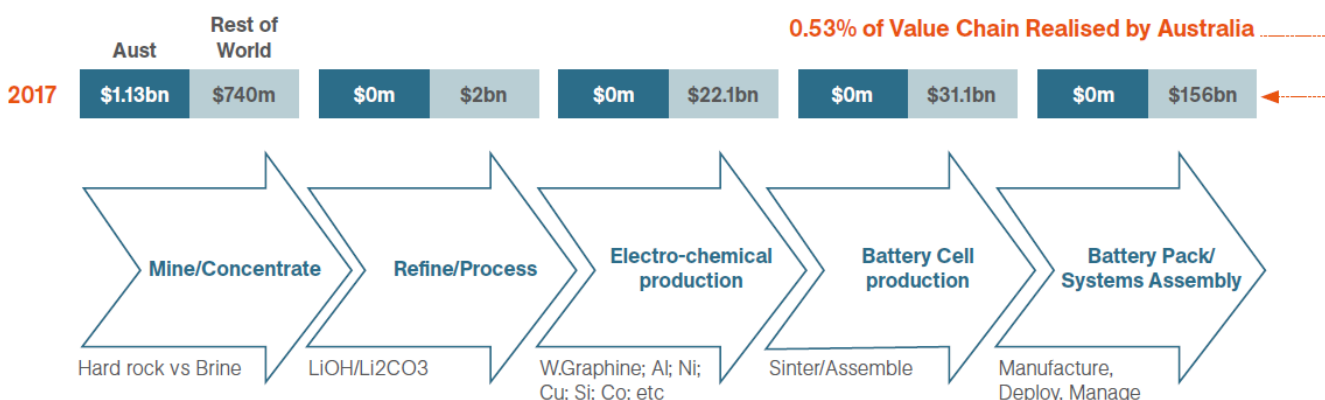 0.53% of Value Chain Realised by Australia
Aust
Rest of
World
2017
$1.13bn
$740m
$0m
$2bn
$0m
$22.1bn
$0m
$31.1bn
$0m
$156bn
Mine/Concentrate
Refine/Process
Electro-chemical
production
Battery Cell
production
Battery Pack/
Systems Assembly
Hard rock vs Brine
LiOH/Li2CO3
W.Graphine; Al; Ni;
Cu; Si; Co; etc
Sinter/Assemble
Manufacture,
Deploy, Manage